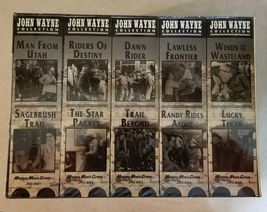 JOHN WAYNE
COLLECTION
MAN FROM
UTAH
SAGEBRUSH
TRAIL
JOHN WAYNE
COLLECTION
RIDERS OF
DESTINY
THE STAR
PACKER
JOHN WAYNE
COLLECTION
DAWN
RIDER
TRAIL
BEYOND
JOHN WAYNE
COLLECTION
LAWLESS
FRONTIER
RANDY RIDES
ALONE
JOHN WAYNE
COLLECTION
WINDS OF THE
WASTELAND
LUCKY
TEXAN